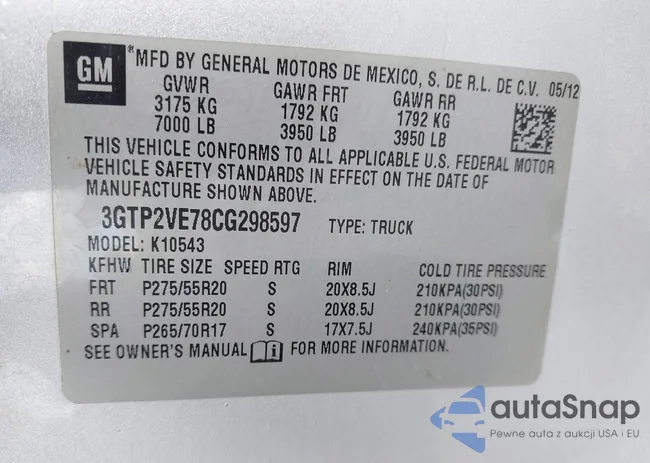 GM
®MFD BY GENERAL MOTORS DE MEXICO, S. DE R.L. DE C.V. 05/12
GVWR GAWR FRT GAWR RR
3175 KG 1792 KG 1792 KG
7000 LB 3950 LB 3950 LB
THIS VEHICLE CONFORMS TO ALL APPLICABLE U.S. FEDERAL MOTOR
VEHICLE SAFETY STANDARDS IN EFFECT ON THE DATE OF
MANUFACTURE SHOWN ABOVE.
3GTP2VE78CG298597 TYPE: TRUCK
MODEL: K10543
KFHW TIRE SIZE SPEED RTG RIM COLD TIRE PRESSURE
FRT P275/55R20 S 20X8.5J 210KPA(30PSI)
RR P275/55R20 S 20X8.5J 210KPA(30PSI)
SPA P265/70R17 S 17X7.5J 240KPA(35PSI)
SEE OWNER'S MANUAL FOR MORE INFORMATION.
autaSnap
Pewne auta z aukcji USA i EU